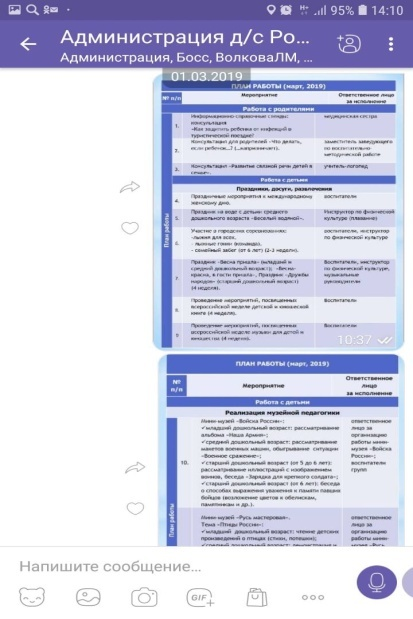 95% 14:10
Администрация д/с Ро...
Администрация, Босс, ВолковаЛМ, ...
01.03.2019
ПЛАН РАБОТЫ (март, 2019)
№ п/п
Мероприятие
Ответственное лицо
за исполнение
Работа с родителями
План работы
1.
Информационно справочные стенды:
консультация
«Как защитить ребенка от инфекций в
туристической поездке?
медицинская сестра
2.
Консультация для родителей «Что делать,
если ребенок…?
заместитель заведующего
по воспитательно-
методической работе
3.
Консультация «Развитие связной речи детей в
семье».
учитель-логопед
Работа с детьми
Праздники, досуги, развлечения
4.
Праздничные мероприятия к международному
женскому дню.
воспитатели
5.
Праздник на воде с детьми среднего
дошкольного возраста «Веселый водяной».
Инструктор по физической
культуре (плавание)
6.
Участие в городских соревнованиях:
- лыжня для всех,
- лыжные гонки (команда),
- семейный забег (от 6 лет) (2-3 недели).
воспитатели, инструктор
по физической культуре
7.
Праздник «Весна пришла» (младший и
средний дошкольный возраст); «Весна-
красна, в гости пришла», Праздник «Дружбы
народов» (старший дошкольный возраст)
(4 неделя).
Воспитатели, инструктор
по физической культуре,
музыкальные
руководители
8.
Проведение мероприятий, посвященных
всероссийской неделе детской и юношеской
книги (4 неделя).
Воспитатели
9
Проведение мероприятий, посвященных
всероссийской неделе музыки для детей и
юношества (4 неделя).
Воспитатели
10:37
ПЛАН РАБОТЫ (март, 2019)
№
п/п
Мероприятие
Ответственное
лицо
за исполнение
Работа с детьми
Реализация музейной педагогики
План работы
10.
Мини-музей «Войска России»:
✓младший дошкольный возраст: рассматривание
альбома «Наша Армия»;
✓средний дошкольный возраст: рассматривание
макетов военных машин, обыгрывание ситуации
«Военное сражение»;
✓старший дошкольный возраст (от 5 до 6 лет):
рассматривание иллюстраций с изображением
воинов, беседа - «Зарядка для крепкого солдата»;
✓старший дошкольный возраст (от 6 лет): беседа
о способах выражения уважения к памяти павших
бойцов (возложение цветов к обелискам,
памятникам и др.).
ответственное
лицо за
организацию
работы мини-
музея «Войска
России»;
воспитатели
групп
Мини-музей «Русь мастеровая».
Тема «Птицы России»:
✓младший дошкольный возраст: чтение детских
произведений о птицах (стихи, потешки);
✓средний дошкольный возраст:
ответственное
лицо за
организацию
работы мини-
музея «Русь
Напишите сообщение...
GIF